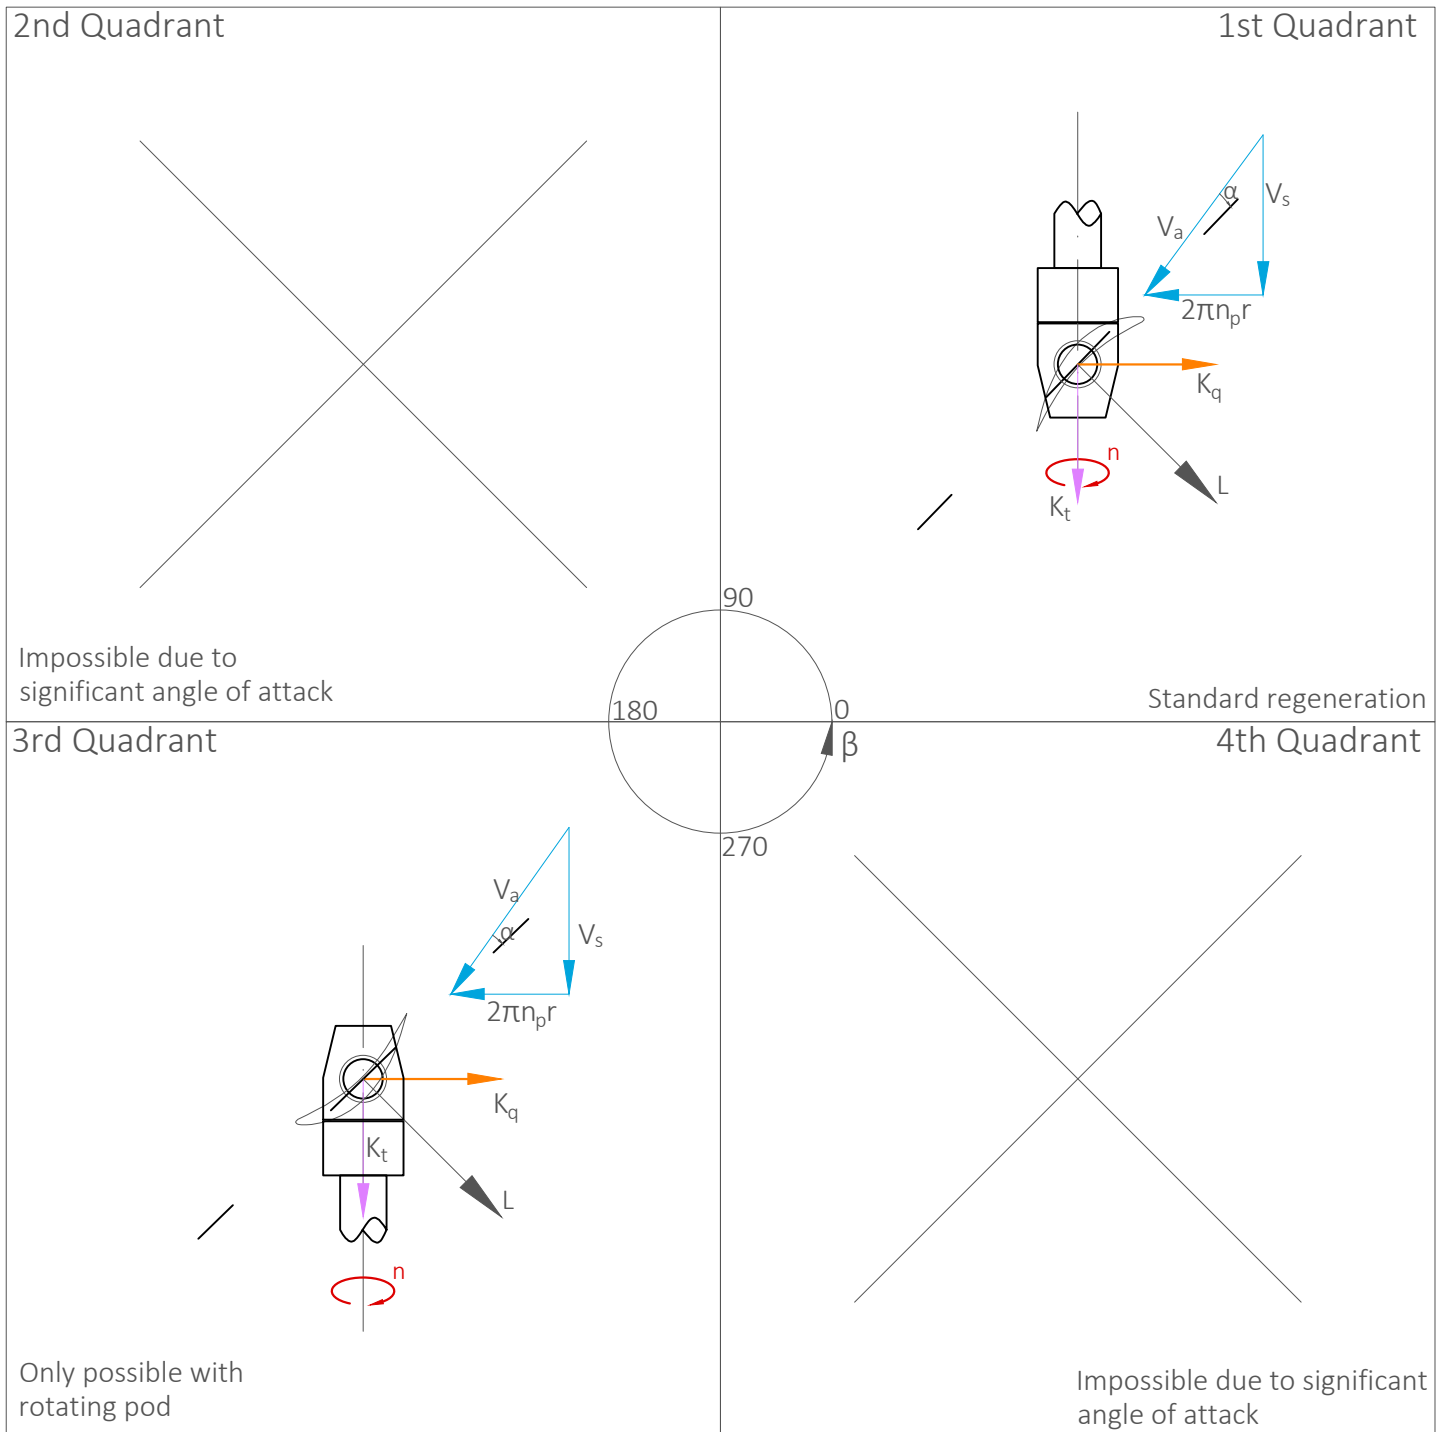 2nd Quadrant
1st Quadrant
α
Vₛ
Vₐ
2πnₚr
K_q
n
L
Kₜ
90
Impossible due to
significant angle of attack
Standard regeneration
180
0
3rd Quadrant
β
4th Quadrant
270
Vₐ
α
Vₛ
2πnₚr
K_q
Kₜ
L
n
Only possible with
rotating pod
Impossible due to significant
angle of attack